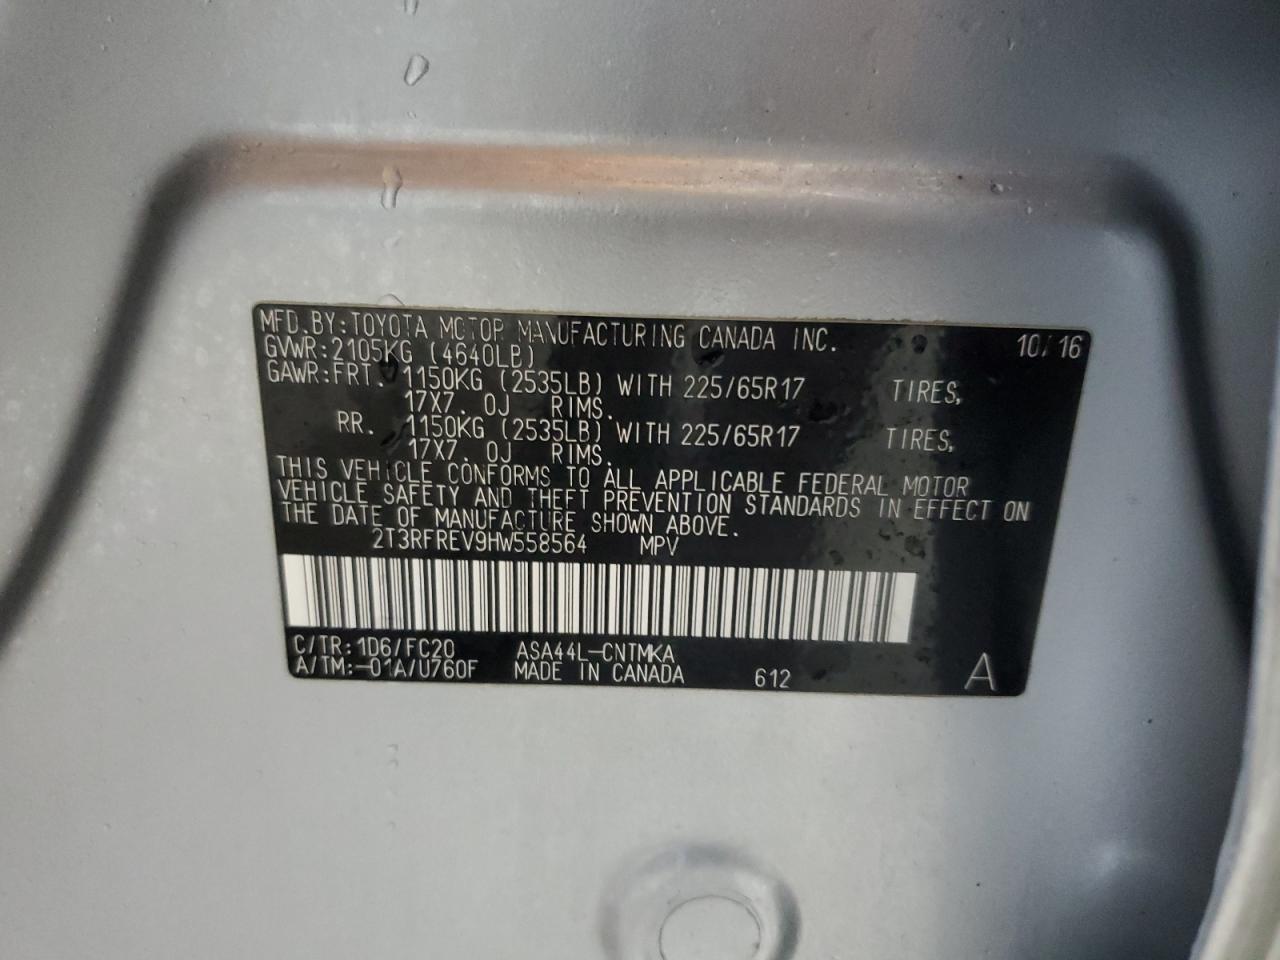 MFD.BY:TOYOTA MOTOR MANUFACTURING CANADA INC. 10/16
GVWR:2105KG (4640LB)
GAWR:FRT. 1150KG (2535LB) WITH 225/65R17 TIRES,
17X7.0J RIMS.
RR. 1150KG (2535LB) WITH 225/65R17 TIRES,
17X7.0J RIMS.
THIS VEHICLE CONFORMS TO ALL APPLICABLE FEDERAL MOTOR
VEHICLE SAFETY AND THEFT PREVENTION STANDARDS IN EFFECT ON
THE DATE OF MANUFACTURE SHOWN ABOVE.
2T3RFREV9HW558564 MPV
C/TR:1D6/FC20 ASA44L-CNTMKA
A/TM:-01A/U760F MADE IN CANADA 612 A